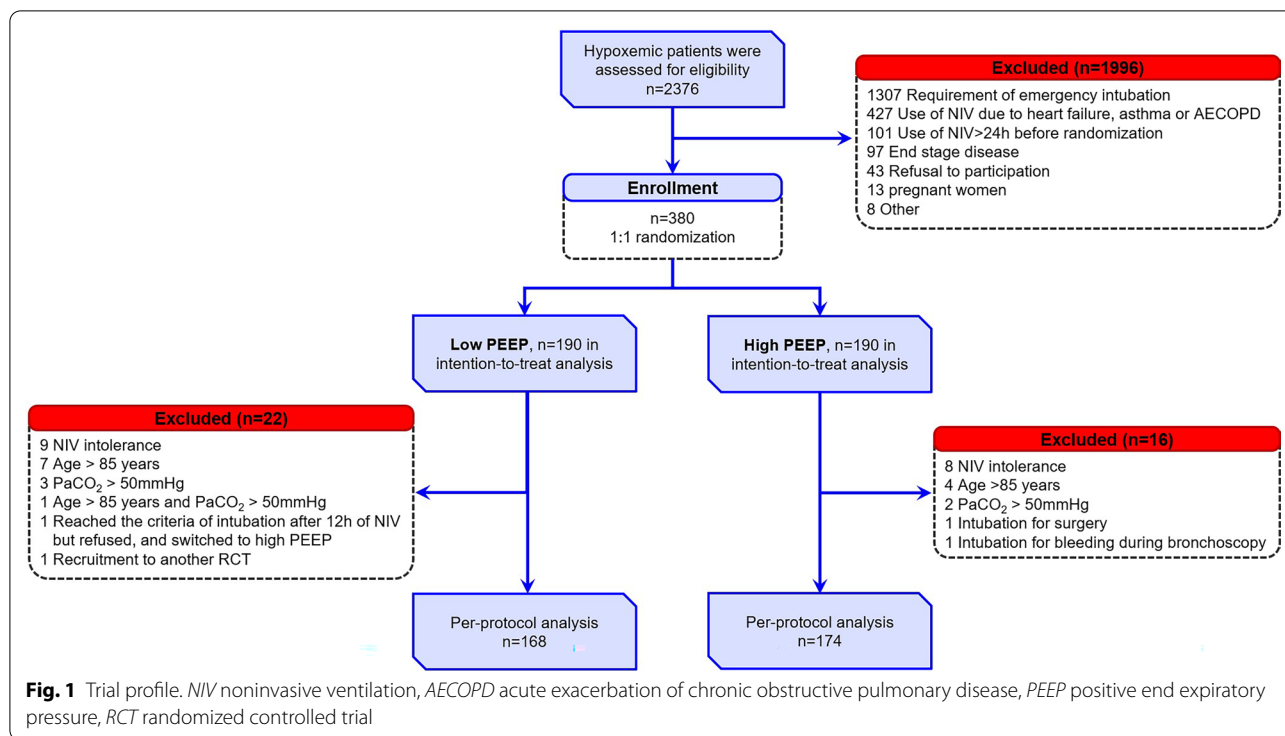 Hypoxemic patients were
assessed for eligibility
n=2376
Excluded (n=1996)
1307 Requirement of emergency intubation
427 Use of NIV due to heart failure, asthma or AECOPD
101 Use of NIV>24h before randomization
97 End stage disease
43 Refusal to participation
13 pregnant women
8 Other
Enrollment
n=380
1:1 randomization
Low PEEP, n=190 in
intention-to-treat analysis
High PEEP, n=190 in
intention-to-treat analysis
Excluded (n=22)
9 NIV intolerance
7 Age > 85 years
3 PaCO₂ > 50mmHg
1 Age > 85 years and PaCO₂ > 50mmHg
1 Reached the criteria of intubation after 12h of NIV
but refused, and switched to high PEEP
1 Recruitment to another RCT
Excluded (n=16)
8 NIV intolerance
4 Age >85 years
2 PaCO₂ > 50mmHg
1 Intubation for surgery
1 Intubation for bleeding during bronchoscopy
Per-protocol analysis
n=168
Per-protocol analysis
n=174
Fig. 1 Trial profile. NIV noninvasive ventilation, AECOPD acute exacerbation of chronic obstructive pulmonary disease, PEEP positive end expiratory
pressure, RCT randomized controlled trial